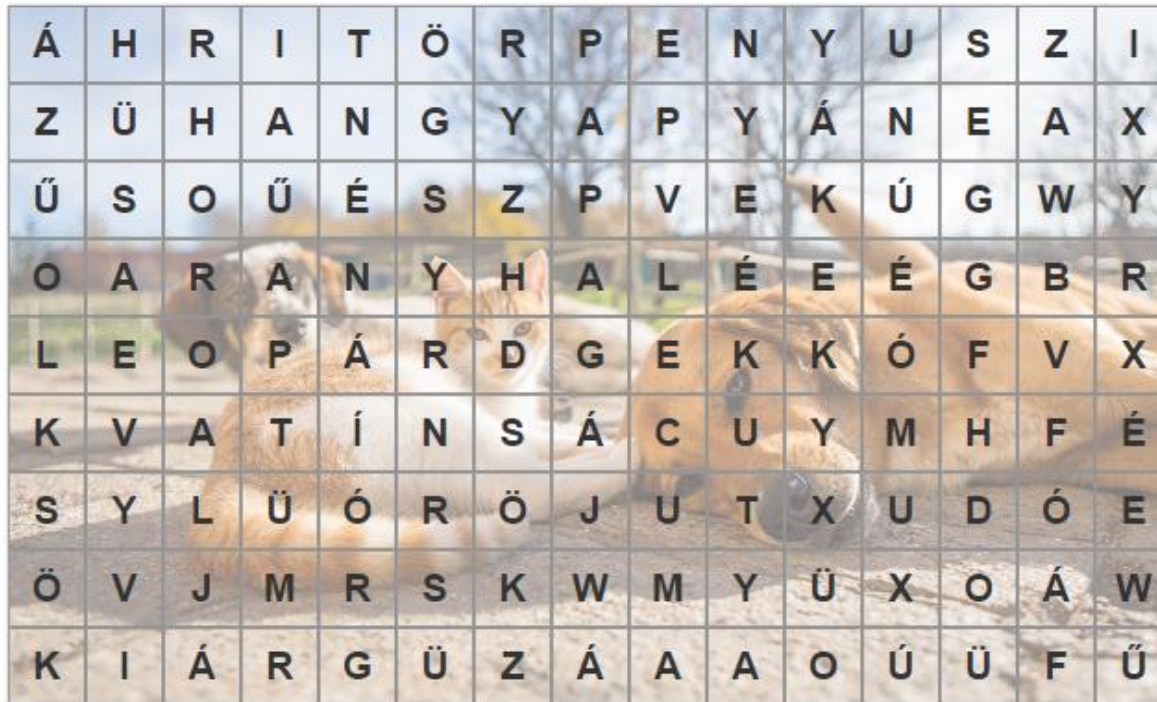 Á H R I T Ö R P E N Y U S Z I
Z Ü H A N G Y A P Y Á N E A X
Ű S O Ű É S Z P V E K Ú G W Y
O A R A N Y H A L É E É G B R
L E O P Á R D G E K K Ó F V X
K V A T Í N S Á C U Y M H F É
S Y L Ü Ó R Ö J U T X U D Ó E
Ö V J M R S K W M Y Ü X O Á W
K I Á R G Ü Z Á A A O Ú Ü F Ű